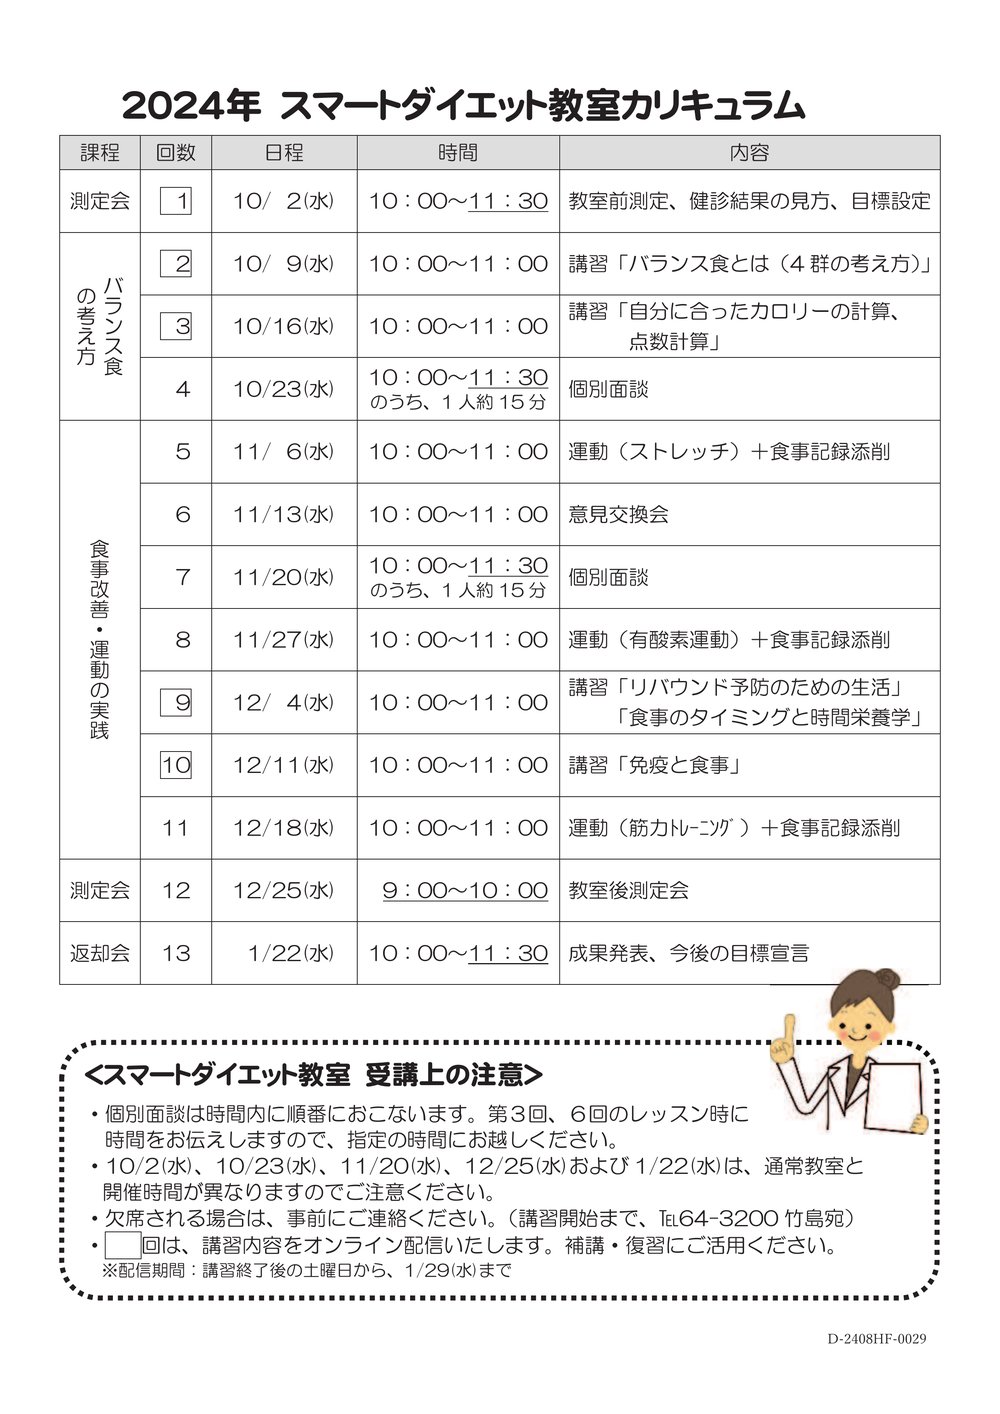 2024年 スマートダイエット教室カリキュラム
課程 回数 日程 時間 内容
測定会 1 10/ 2(水) 10：00～11：30 教室前測定、健診結果の見方、目標設定
バランス食
の考え方
2 10/ 9(水) 10：00～11：00 講習「バランス食とは（4 群の考え方）」
3 10/16(水) 10：00～11：00 講習「自分に合ったカロリーの計算、
点数計算」
4 10/23(水) 10：00～11：30 個別面談
のうち、1 人約 15 分
食事改善・運動の実践
5 11/ 6(水) 10：00～11：00 運動（ストレッチ）＋食事記録添削
6 11/13(水) 10：00～11：00 意見交換会
7 11/20(水) 10：00～11：30 個別面談
のうち、1 人約 15 分
8 11/27(水) 10：00～11：00 運動（有酸素運動）＋食事記録添削
9 12/ 4(水) 10：00～11：00 講習「リバウンド予防のための生活」
「食事のタイミングと時間栄養学」
10 12/11(水) 10：00～11：00 講習「免疫と食事」
11 12/18(水) 10：00～11：00 運動（筋力ﾄﾚｰﾆﾝｸﾞ）＋食事記録添削
測定会 12 12/25(水) 9：00～10：00 教室後測定会
返却会 13 1/22(水) 10：00～11：30 成果発表、今後の目標宣言
<スマートダイエット教室 受講上の注意>
・個別面談は時間内に順番におこないます。第３回、６回のレッスン時に
時間をお伝えしますので、指定の時間にお越しください。
・10/2(水)、10/23(水)、11/20(水)、12/25(水)および 1/22(水)は、通常教室と
開催時間が異なりますのでご注意ください。
・欠席される場合は、事前にご連絡ください。（講習開始まで、℡64-3200 竹島宛）
・　回は、講習内容をオンライン配信いたします。補講・復習にご活用ください。
※配信期間：講習終了後の土曜日から、1/29(水)まで
D-2408HF-0029